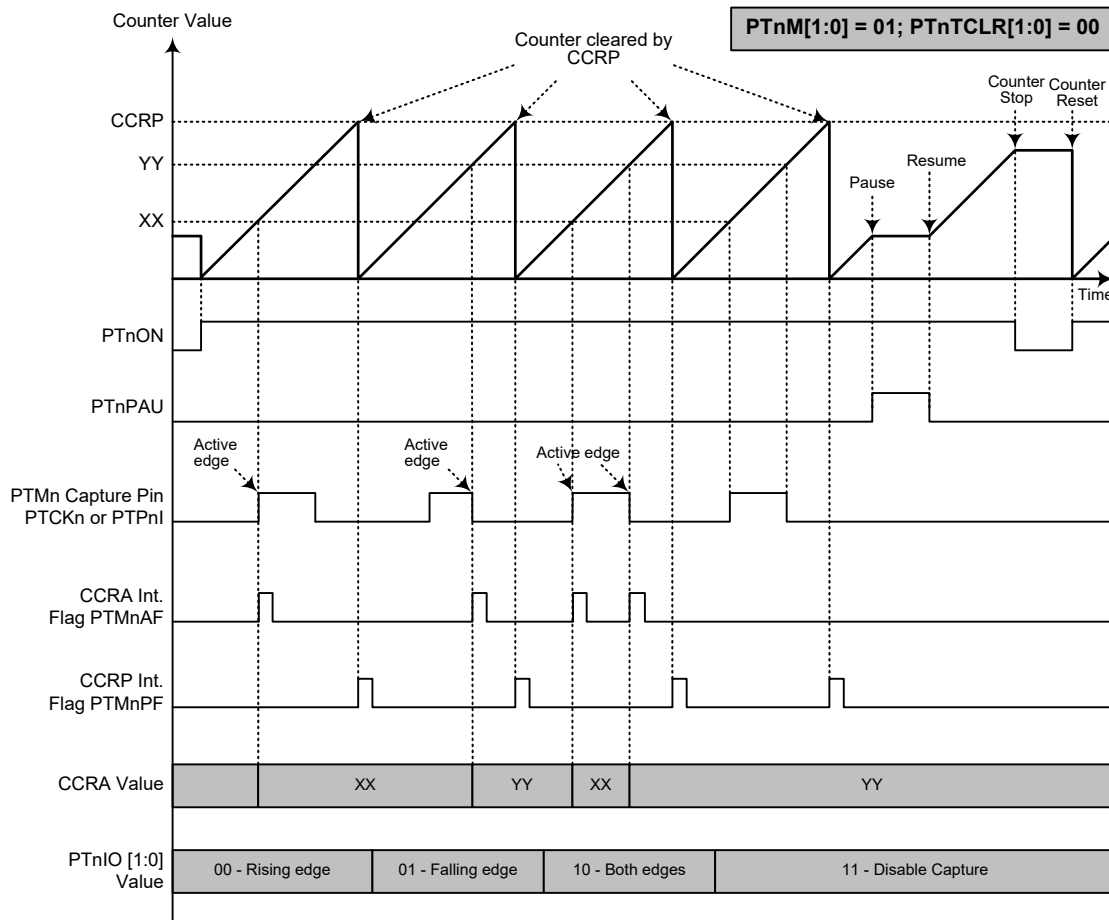 Counter Value
PTnM[1:0] = 01; PTnTCLR[1:0] = 00
Counter cleared by
CCRP
Counter
Stop
Counter
Reset
CCRP
YY
XX
Pause
Resume
Time
PTnON
PTnPAU
Active
edge
Active
edge
Active edge
PTMn Capture Pin
PTCKn or PTPnI
CCRA Int.
Flag PTMnAF
CCRP Int.
Flag PTMnPF
CCRA Value
XX
YY
XX
YY
PTnIO [1:0]
Value
00 - Rising edge
01 - Falling edge
10 - Both edges
11 - Disable Capture